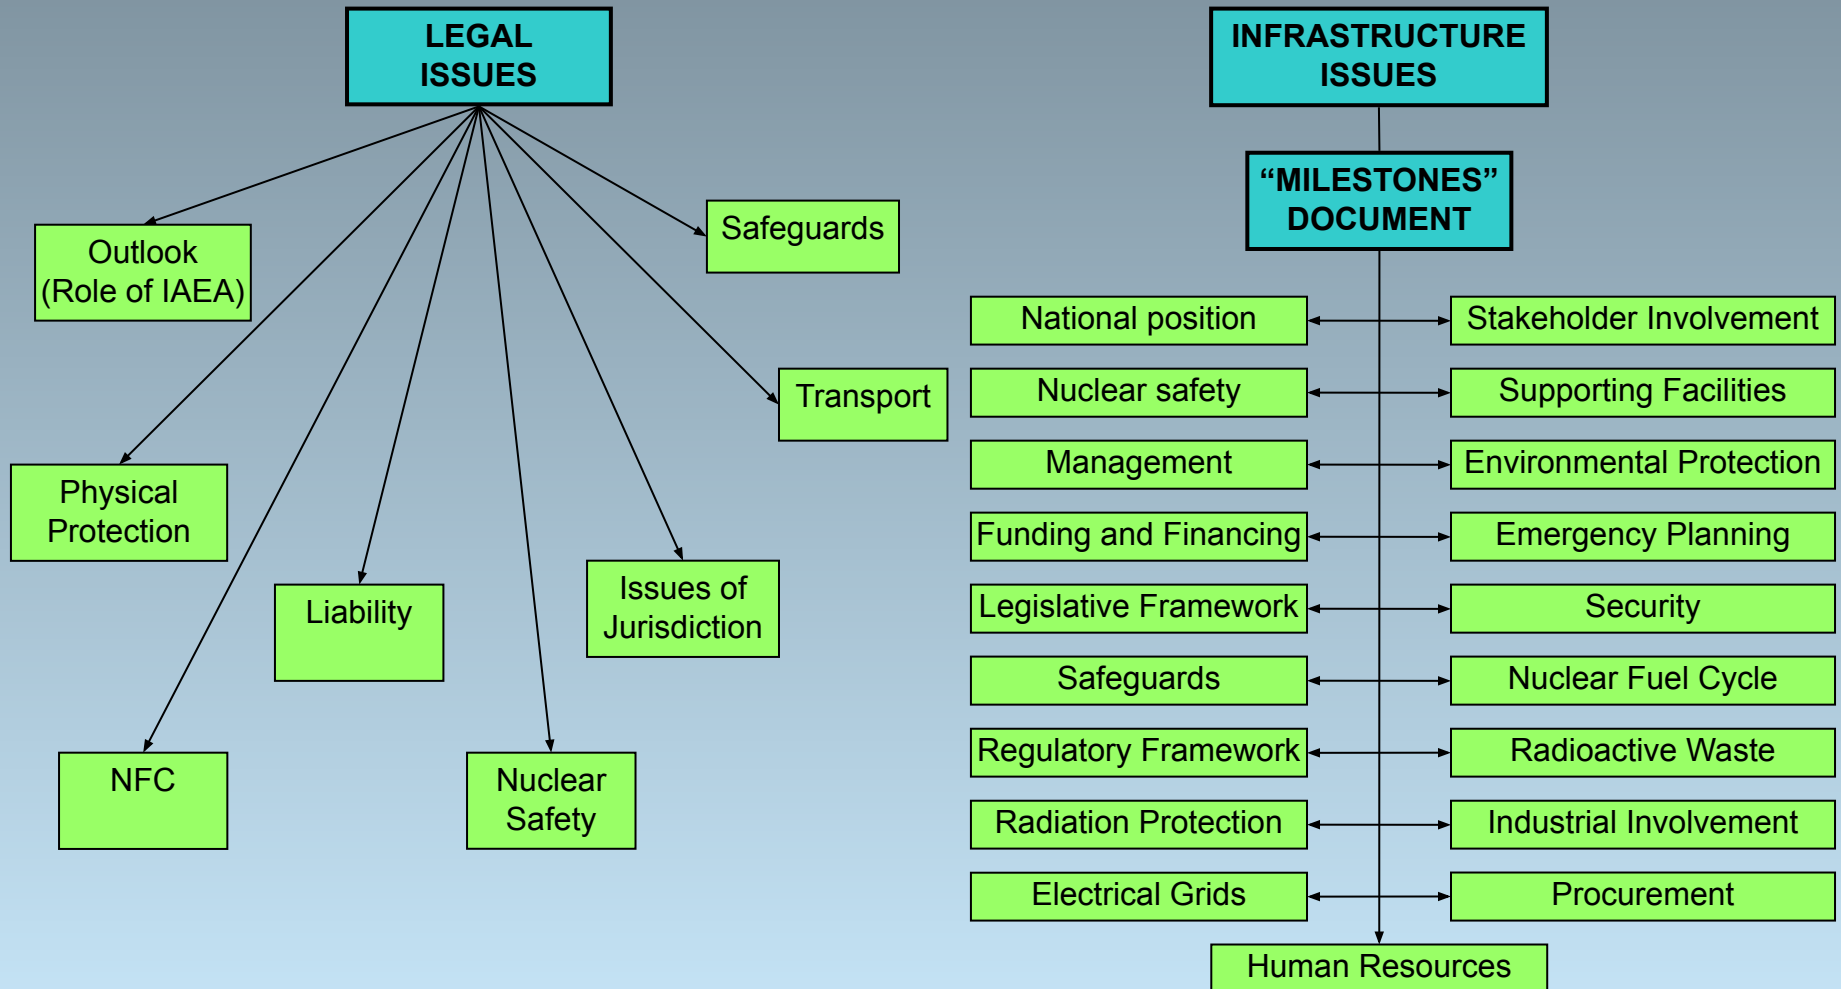 LEGAL
ISSUES
Outlook
(Role of IAEA)
Safeguards
Transport
Physical
Protection
Liability
Issues of
Jurisdiction
NFC
Nuclear
Safety
INFRASTRUCTURE
ISSUES
“MILESTONES”
DOCUMENT
National position
Stakeholder Involvement
Nuclear safety
Supporting Facilities
Management
Environmental Protection
Funding and Financing
Emergency Planning
Legislative Framework
Security
Safeguards
Nuclear Fuel Cycle
Regulatory Framework
Radioactive Waste
Radiation Protection
Industrial Involvement
Electrical Grids
Procurement
Human Resources